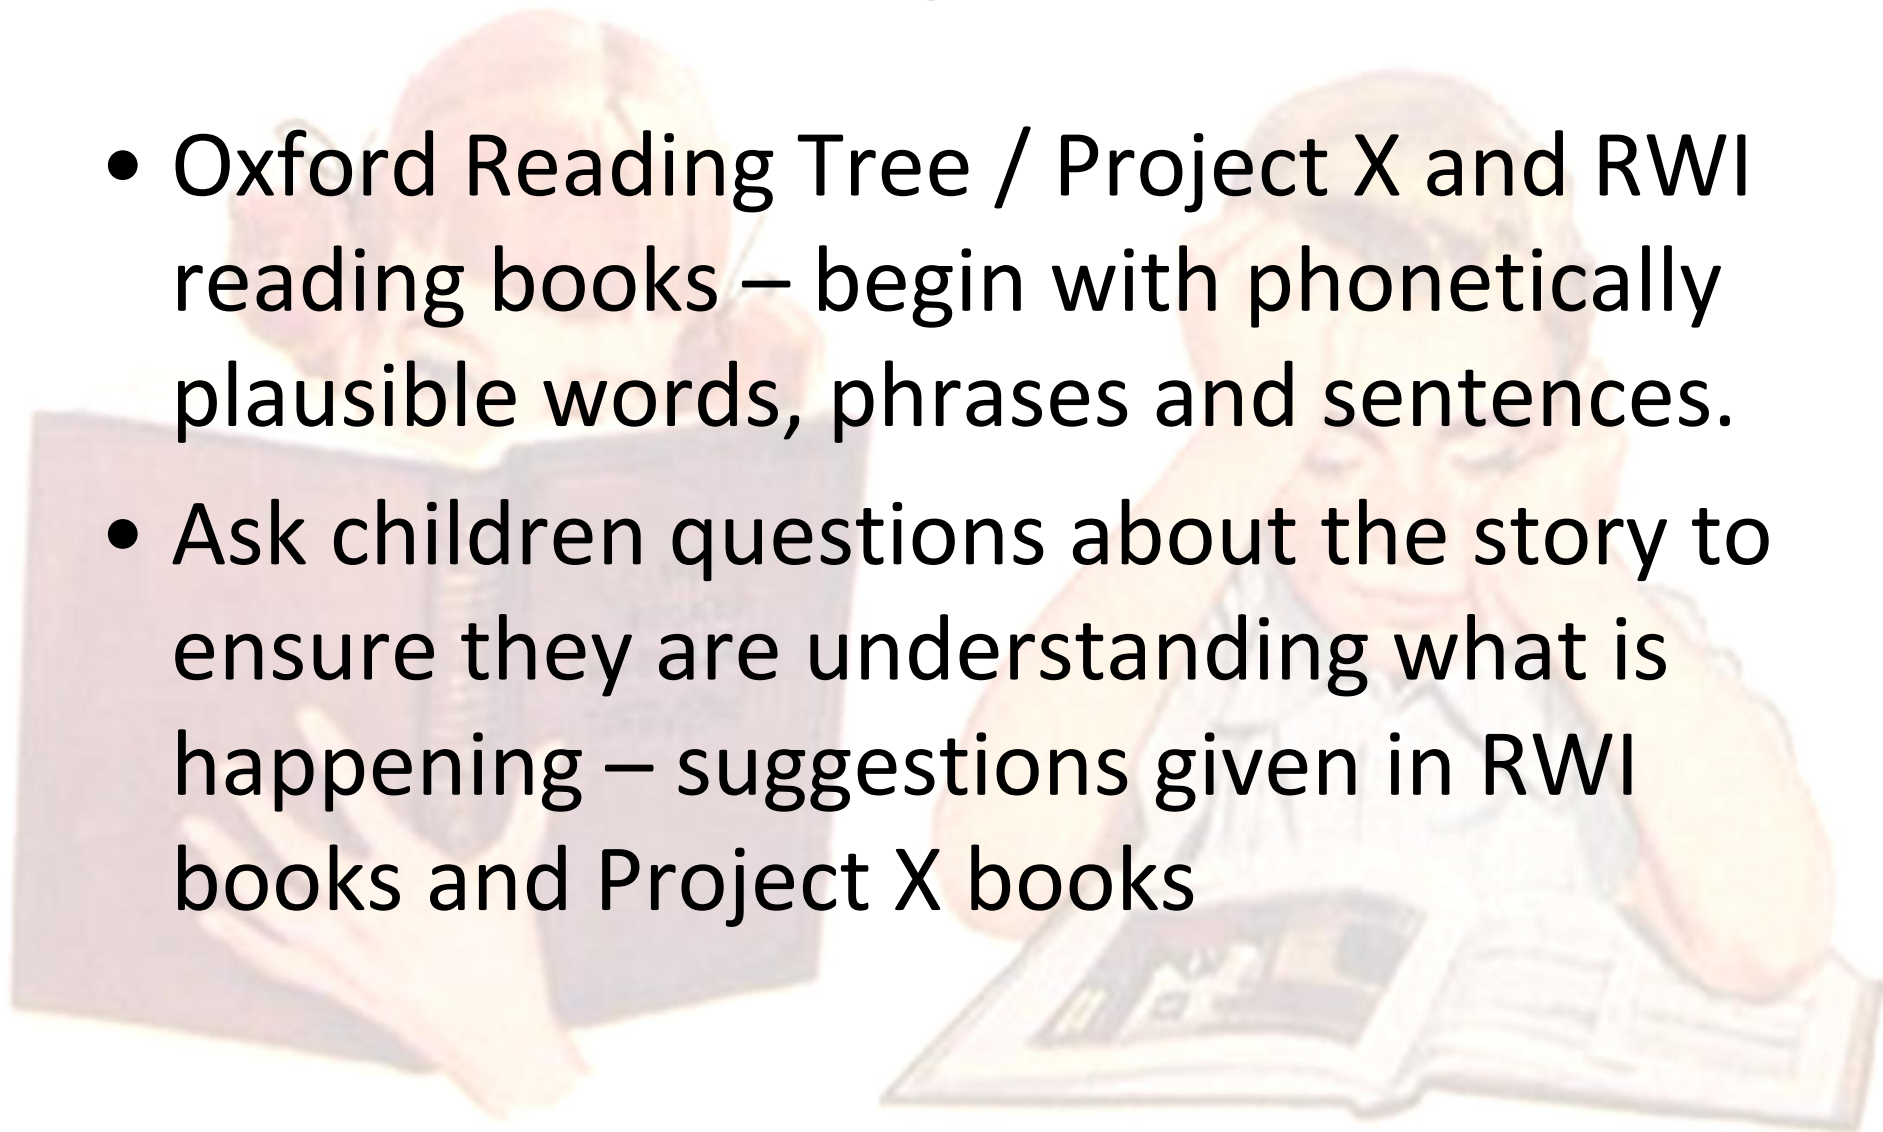 • Oxford Reading Tree / Project X and RWI
reading books – begin with phonetically
plausible words, phrases and sentences.
• Ask children questions about the story to
ensure they are understanding what is
happening – suggestions given in RWI
books and Project X books